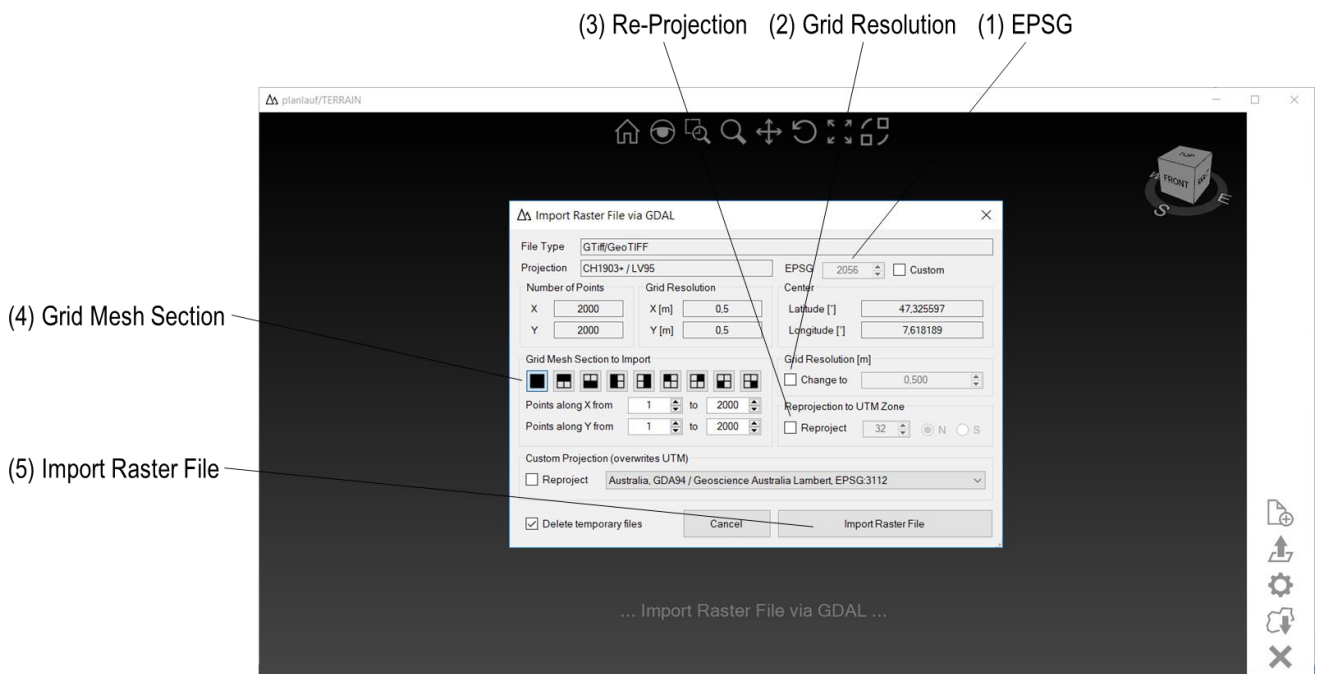 (3) Re-Projection (2) Grid Resolution (1) EPSG
planlauf/TERRAIN
TOP
FRONT
W
S
E
Import Raster File via GDAL
File Type GTiff/GeoTIFF
Projection CH1903+ / LV95 EPSG 2056 Custom
Number of Points Grid Resolution Center
X 2000 X [m] 0,5 Latitude [°] 47,325597
Y 2000 Y [m] 0,5 Longitude [°] 7,618189
(4) Grid Mesh Section
Grid Mesh Section to Import Grid Resolution [m]
Change to 0,500
Points along X from 1 to 2000 Reprojection to UTM Zone
Points along Y from 1 to 2000 Reproject 32 N S
Custom Projection (overwrites UTM)
(5) Import Raster File
Reproject Australia, GDA94 / Geoscience Australia Lambert, EPSG:3112
Delete temporary files Cancel Import Raster File
... Import Raster File via GDAL ...